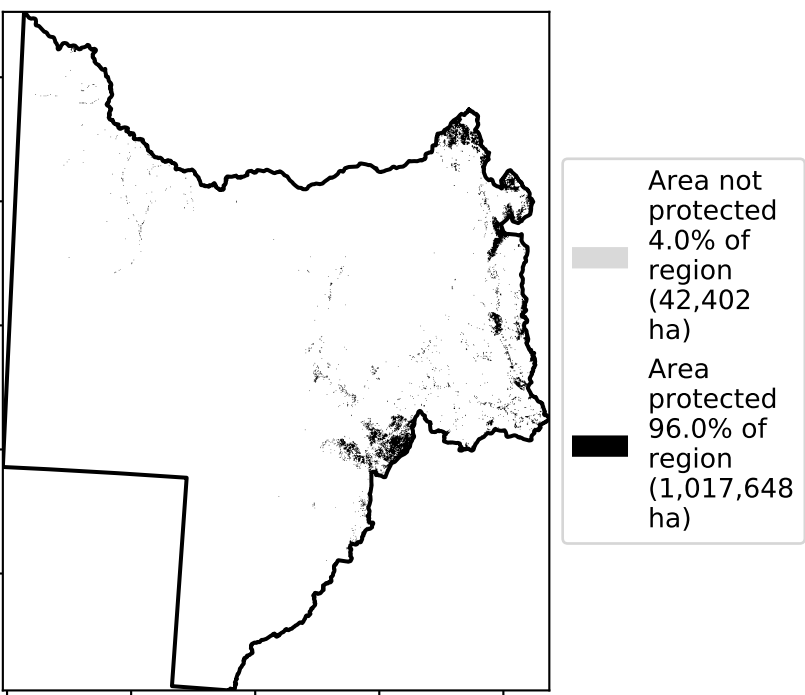 Area not
protected
4.0% of
region
(42,402
ha)
Area
protected
96.0% of
region
(1,017,648
ha)